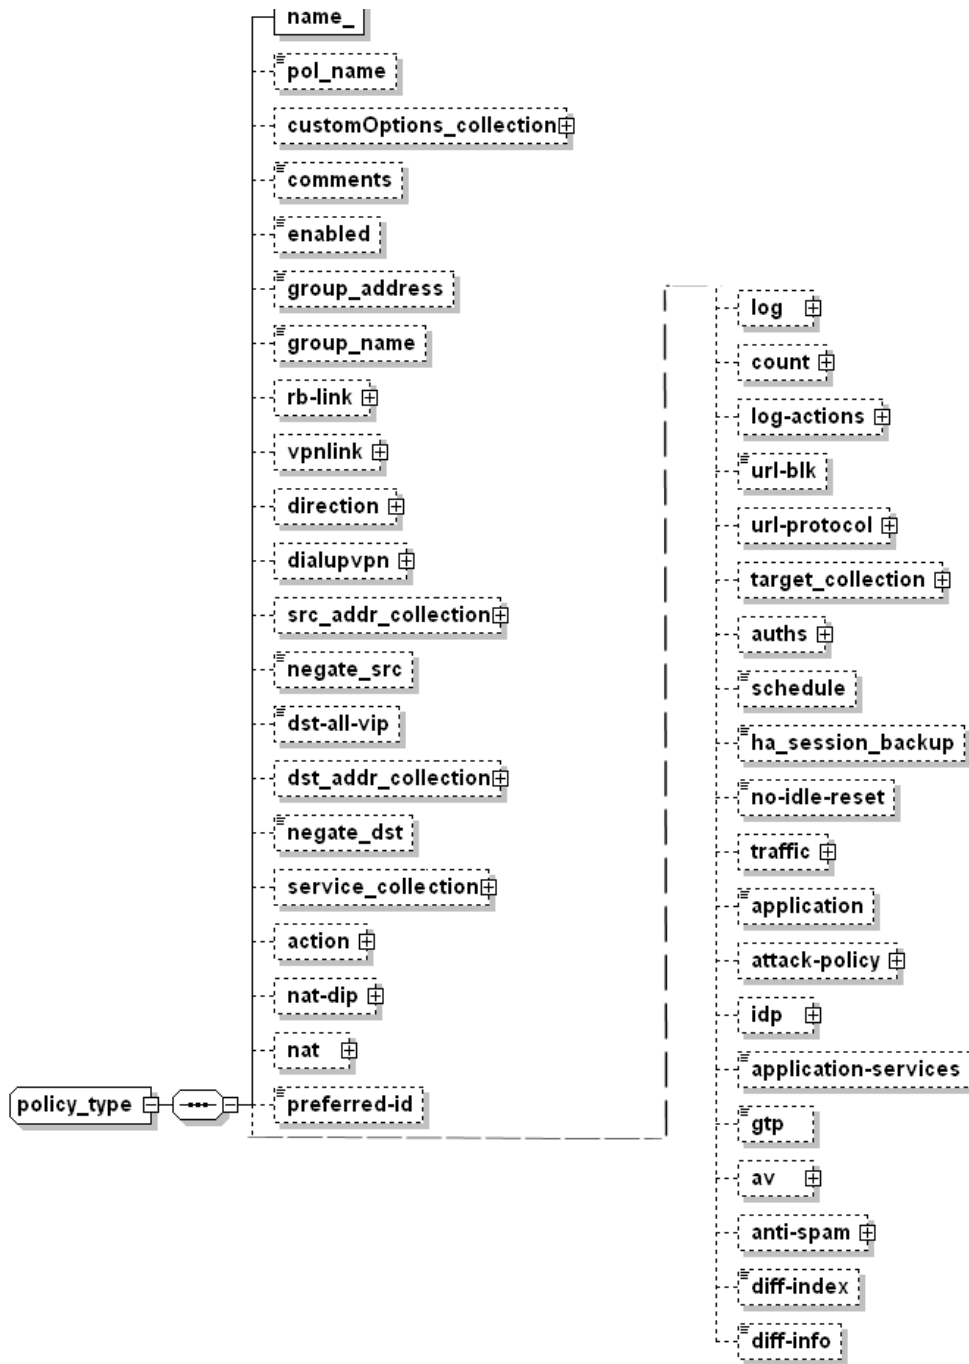 name_
pol_name
customOptions_collection
comments
enabled
group_address
group_name
rb-link
vpnlink
direction
dialupvpn
src_addr_collection
negate_src
dst-all-vip
dst_addr_collection
negate_dst
service_collection
action
nat-dip
nat
policy_type
preferred-id
log
count
log-actions
url-blk
url-protocol
target_collection
auths
schedule
ha_session_backup
no-idle-reset
traffic
application
attack-policy
idp
application-services
gtp
av
anti-spam
diff-index
diff-info